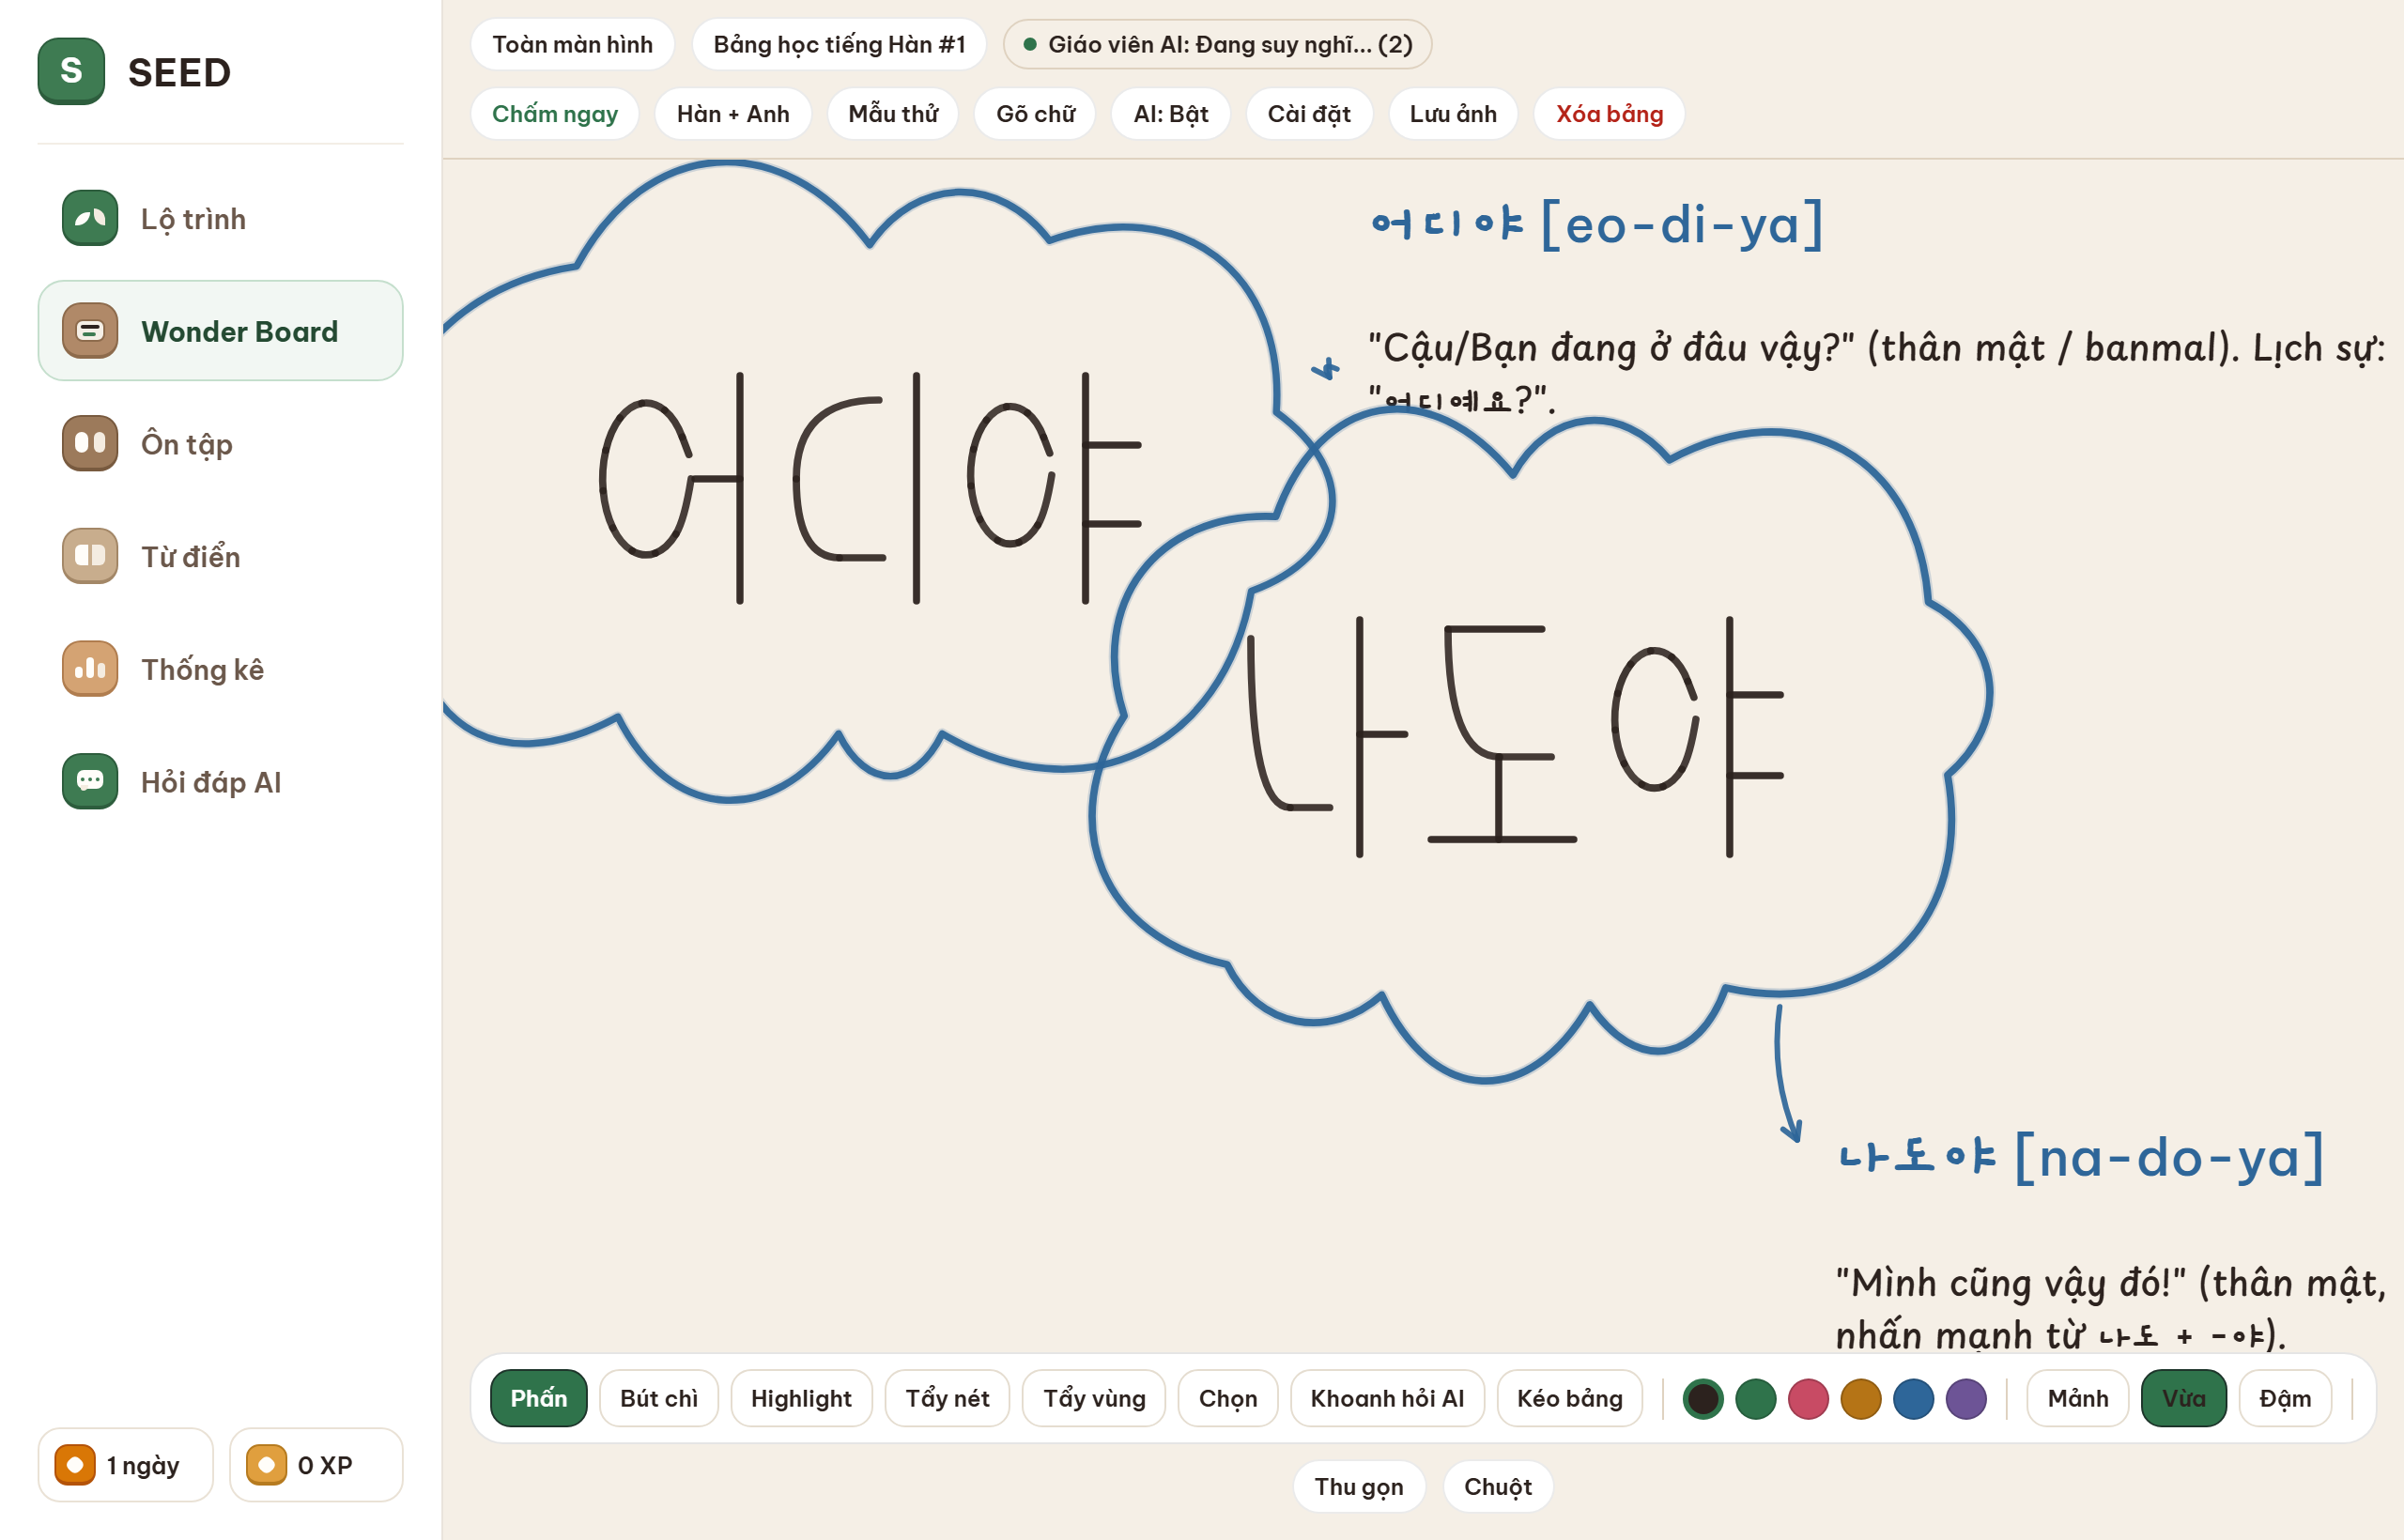 S SEED
Lộ trình
Wonder Board
Ôn tập
Từ điển
Thống kê
Hỏi đáp AI
1 ngày
0 XP
Toàn màn hình
Bảng học tiếng Hàn #1
Giáo viên AI: Đang suy nghĩ... (2)
Chấm ngay
Hàn + Anh
Mẫu thử
Gõ chữ
AI: Bật
Cài đặt
Lưu ảnh
Xóa bảng
어디야
어디야 [eo-di-ya]
"Cậu/Bạn đang ở đâu vậy?" (thân mật / banmal). Lịch sự:
"어디예요?".
나도야
나도야 [na-do-ya]
"Mình cũng vậy đó!" (thân mật,
nhấn mạnh từ 나도 + -야).
Phấn
Bút chì
Highlight
Tẩy nét
Tẩy vùng
Chọn
Khoanh hỏi AI
Kéo bảng
Mảnh
Vừa
Đậm
Thu gọn
Chuột